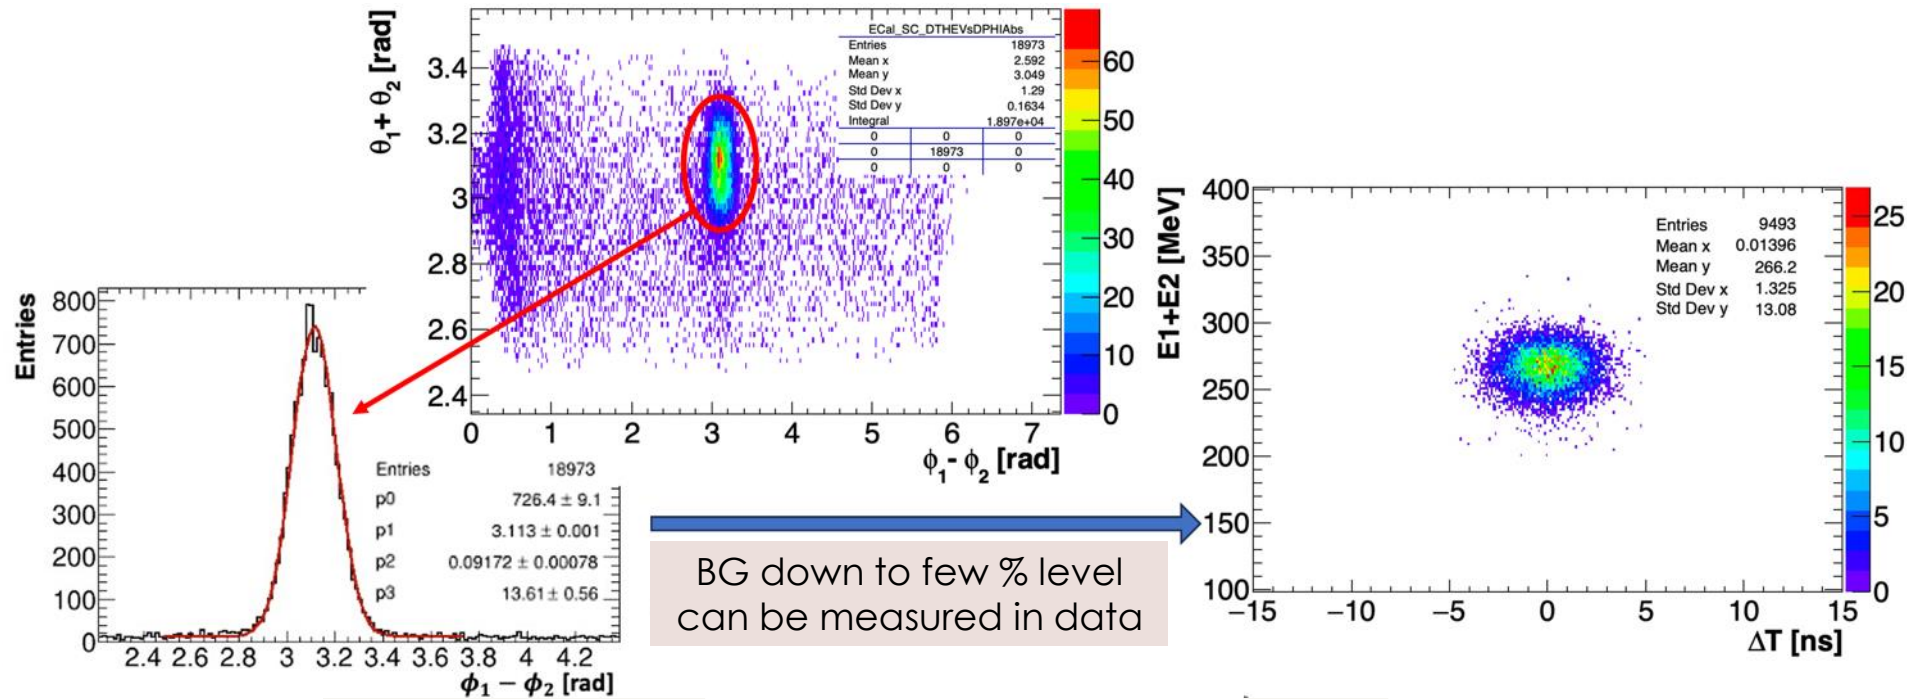 θ1+ θ2 [rad]
3.4
3.2
3
2.8
2.6
2.4
0 1 2 3 4 5 6 7
ϕ1- ϕ2 [rad]
ECal_SC_DTHEVsDPHIAbs
Entries 18973
Mean x 2.592
Mean y 3.049
Std Dev x 1.29
Std Dev y 0.1634
Integral 1.897e+04
0 0 0
0 18973 0
0 0 0
60
50
40
30
20
10
0
Entries
800
700
600
500
400
300
200
100
0
2.4 2.6 2.8 3 3.2 3.4 3.6 3.8 4 4.2
ϕ1 − ϕ2 [rad]
Entries 18973
p0 726.4 ± 9.1
p1 3.113 ± 0.001
p2 0.09172 ± 0.00078
p3 13.61 ± 0.56
BG down to few % level
can be measured in data
E1+E2 [MeV]
400
350
300
250
200
150
100
−15 −10 −5 0 5 10 15
ΔT [ns]
Entries 9493
Mean x 0.01396
Mean y 266.2
Std Dev x 1.325
Std Dev y 13.08
25
20
15
10
5
0